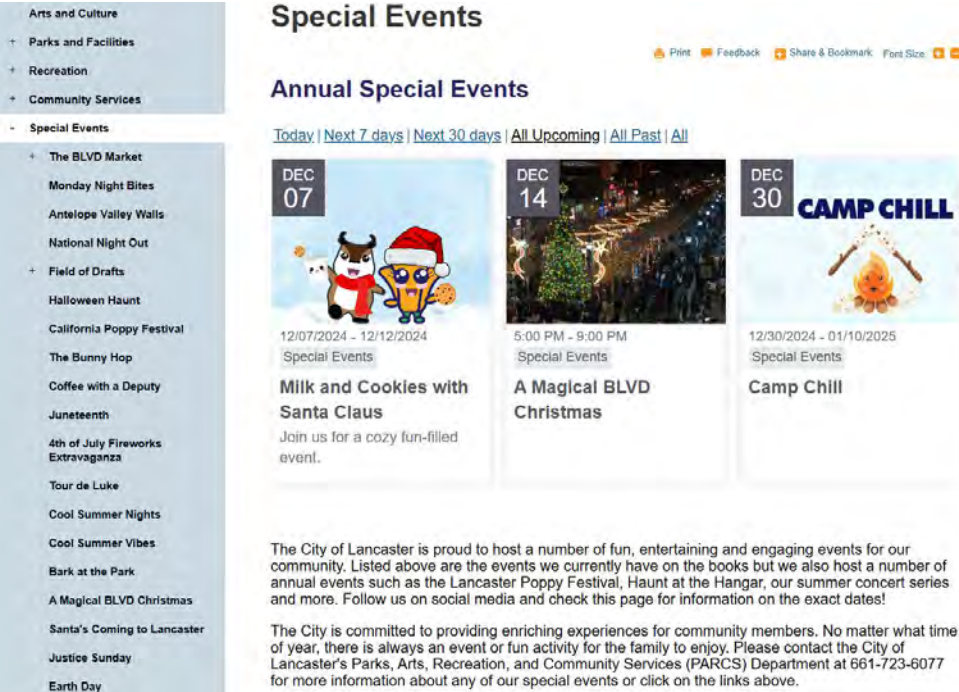 Arts and Culture
+ Parks and Facilities
+ Recreation
+ Community Services
- Special Events
+ The BLVD Market
Monday Night Bites
Antelope Valley Walls
National Night Out
+ Field of Drafts
Halloween Haunt
California Poppy Festival
The Bunny Hop
Coffee with a Deputy
Juneteenth
4th of July Fireworks
Extravaganza
Tour de Luke
Cool Summer Nights
Cool Summer Vibes
Bark at the Park
A Magical BLVD Christmas
Santa's Coming to Lancaster
Justice Sunday
Earth Day
Special Events
Print Feedback Share & Bookmark Font Size: + -
Annual Special Events
Today | Next 7 days | Next 30 days | All Upcoming | All Past | All
DEC
07
12/07/2024 - 12/12/2024
Special Events
Milk and Cookies with
Santa Claus
Join us for a cozy fun-filled
event.
DEC
14
5:00 PM - 9:00 PM
Special Events
A Magical BLVD
Christmas
DEC
30
CAMP CHILL
12/30/2024 - 01/10/2025
Special Events
Camp Chill
The City of Lancaster is proud to host a number of fun, entertaining and engaging events for our
community. Listed above are the events we currently have on the books but we also host a number of
annual events such as the Lancaster Poppy Festival, Haunt at the Hangar, our summer concert series
and more. Follow us on social media and check this page for information on the exact dates!
The City is committed to providing enriching experiences for community members. No matter what time
of year, there is always an event or fun activity for the family to enjoy. Please contact the City of
Lancaster's Parks, Arts, Recreation, and Community Services (PARCS) Department at 661-723-6077
for more information about any of our special events or click on the links above.